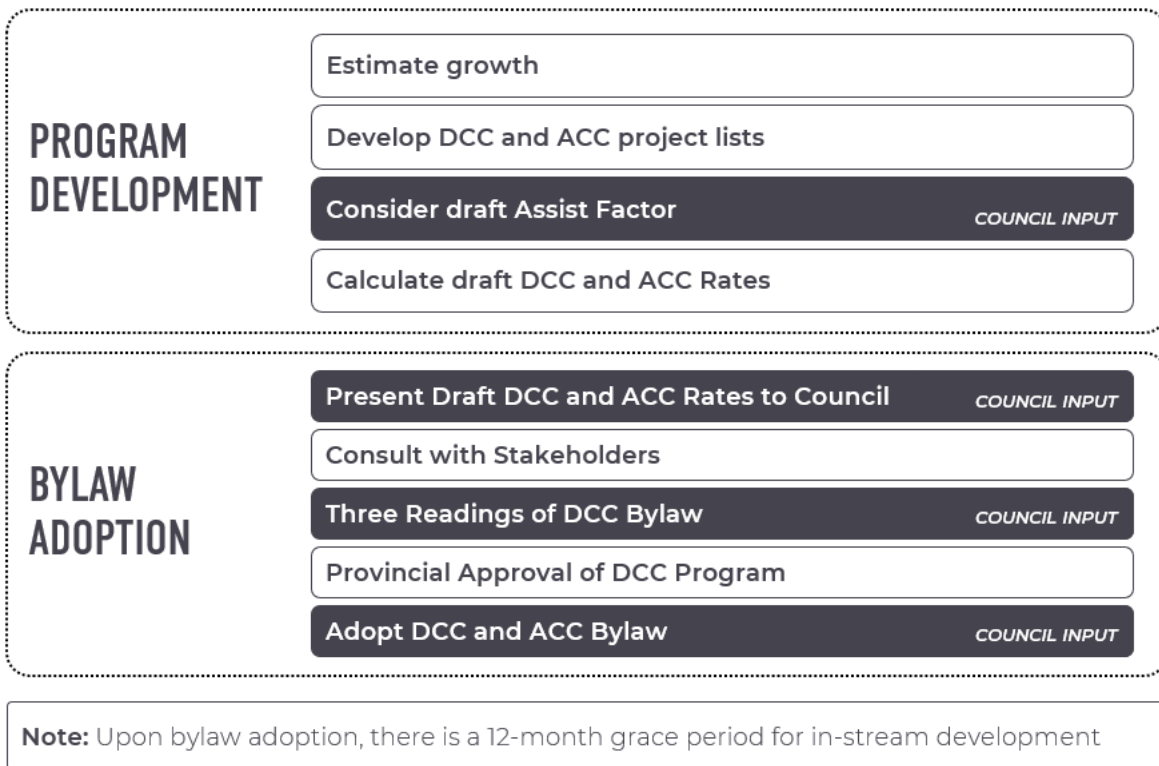 PROGRAM
DEVELOPMENT
Estimate growth
Develop DCC and ACC project lists
Consider draft Assist Factor COUNCIL INPUT
Calculate draft DCC and ACC Rates
BYLAW
ADOPTION
Present Draft DCC and ACC Rates to Council COUNCIL INPUT
Consult with Stakeholders
Three Readings of DCC Bylaw COUNCIL INPUT
Provincial Approval of DCC Program
Adopt DCC and ACC Bylaw COUNCIL INPUT
Note: Upon bylaw adoption, there is a 12-month grace period for in-stream development